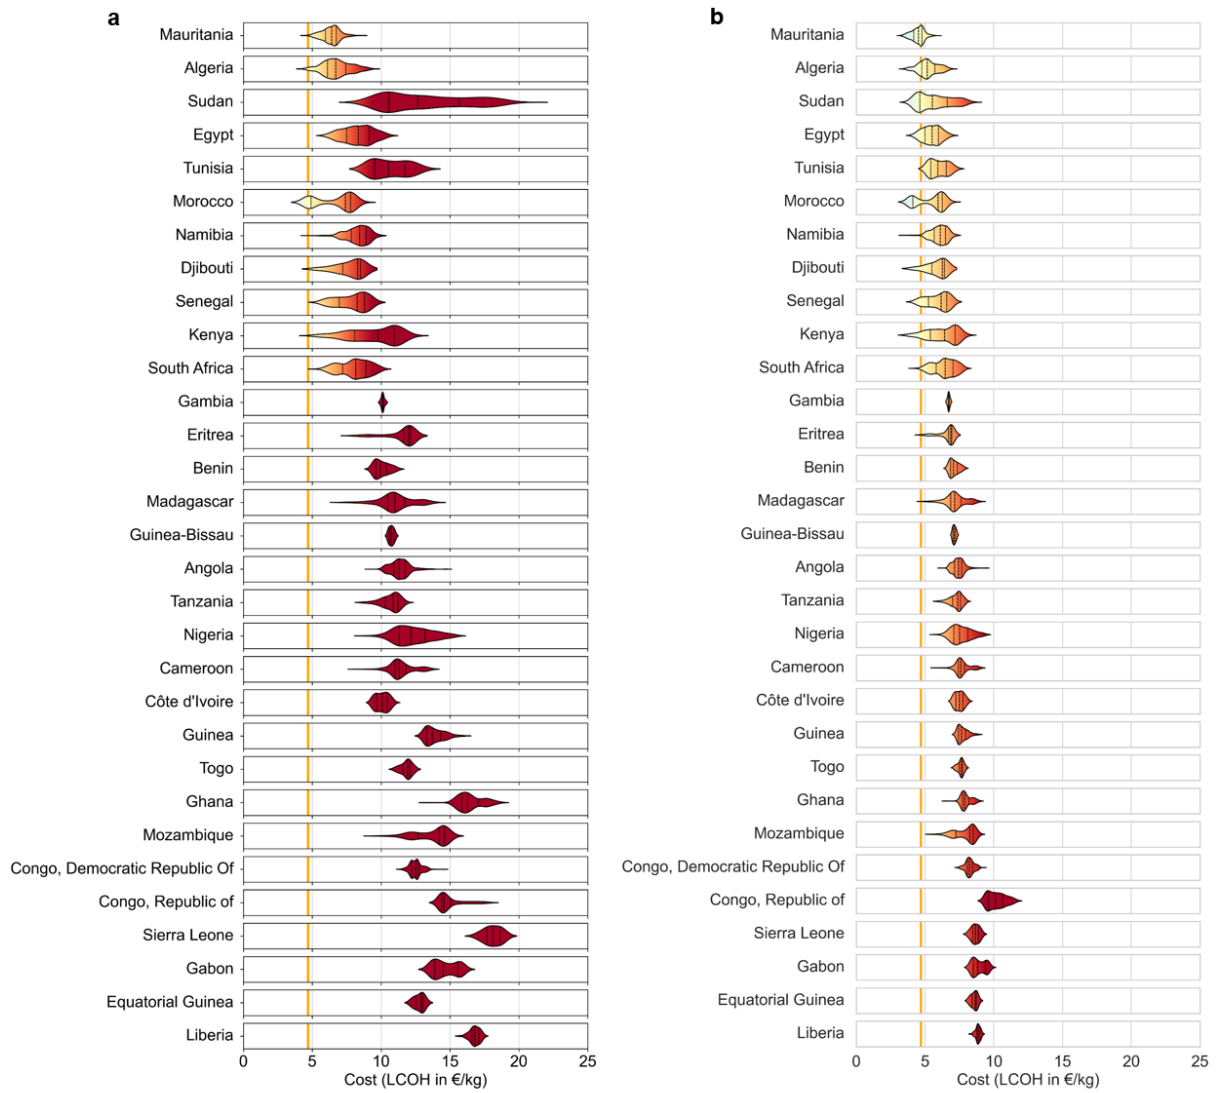 a
Mauritania
Algeria
Sudan
Egypt
Tunisia
Morocco
Namibia
Djibouti
Senegal
Kenya
South Africa
Gambia
Eritrea
Benin
Madagascar
Guinea-Bissau
Angola
Tanzania
Nigeria
Cameroon
Côte d'Ivoire
Guinea
Togo
Ghana
Mozambique
Congo, Democratic Republic Of
Congo, Republic of
Sierra Leone
Gabon
Equatorial Guinea
Liberia
0 5 10 15 20 25
Cost (LCOH in €/kg)
b
Mauritania
Algeria
Sudan
Egypt
Tunisia
Morocco
Namibia
Djibouti
Senegal
Kenya
South Africa
Gambia
Eritrea
Benin
Madagascar
Guinea-Bissau
Angola
Tanzania
Nigeria
Cameroon
Côte d'Ivoire
Guinea
Togo
Ghana
Mozambique
Congo, Democratic Republic Of
Congo, Republic of
Sierra Leone
Gabon
Equatorial Guinea
Liberia
0 5 10 15 20 25
Cost (LCOH in €/kg)